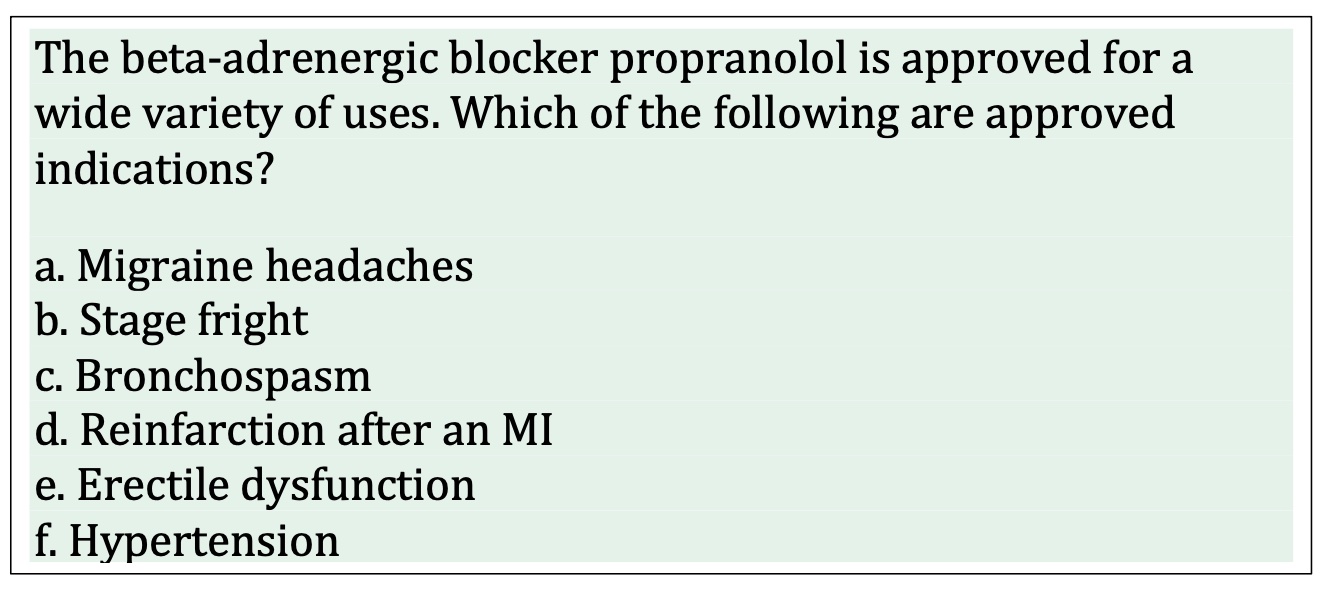 The beta-adrenergic blocker propranolol is approved for a
wide variety of uses. Which of the following are approved
indications?
a. Migraine headaches
b. Stage fright
c. Bronchospasm
d. Reinfarction after an MI
e. Erectile dysfunction
f. Hypertension